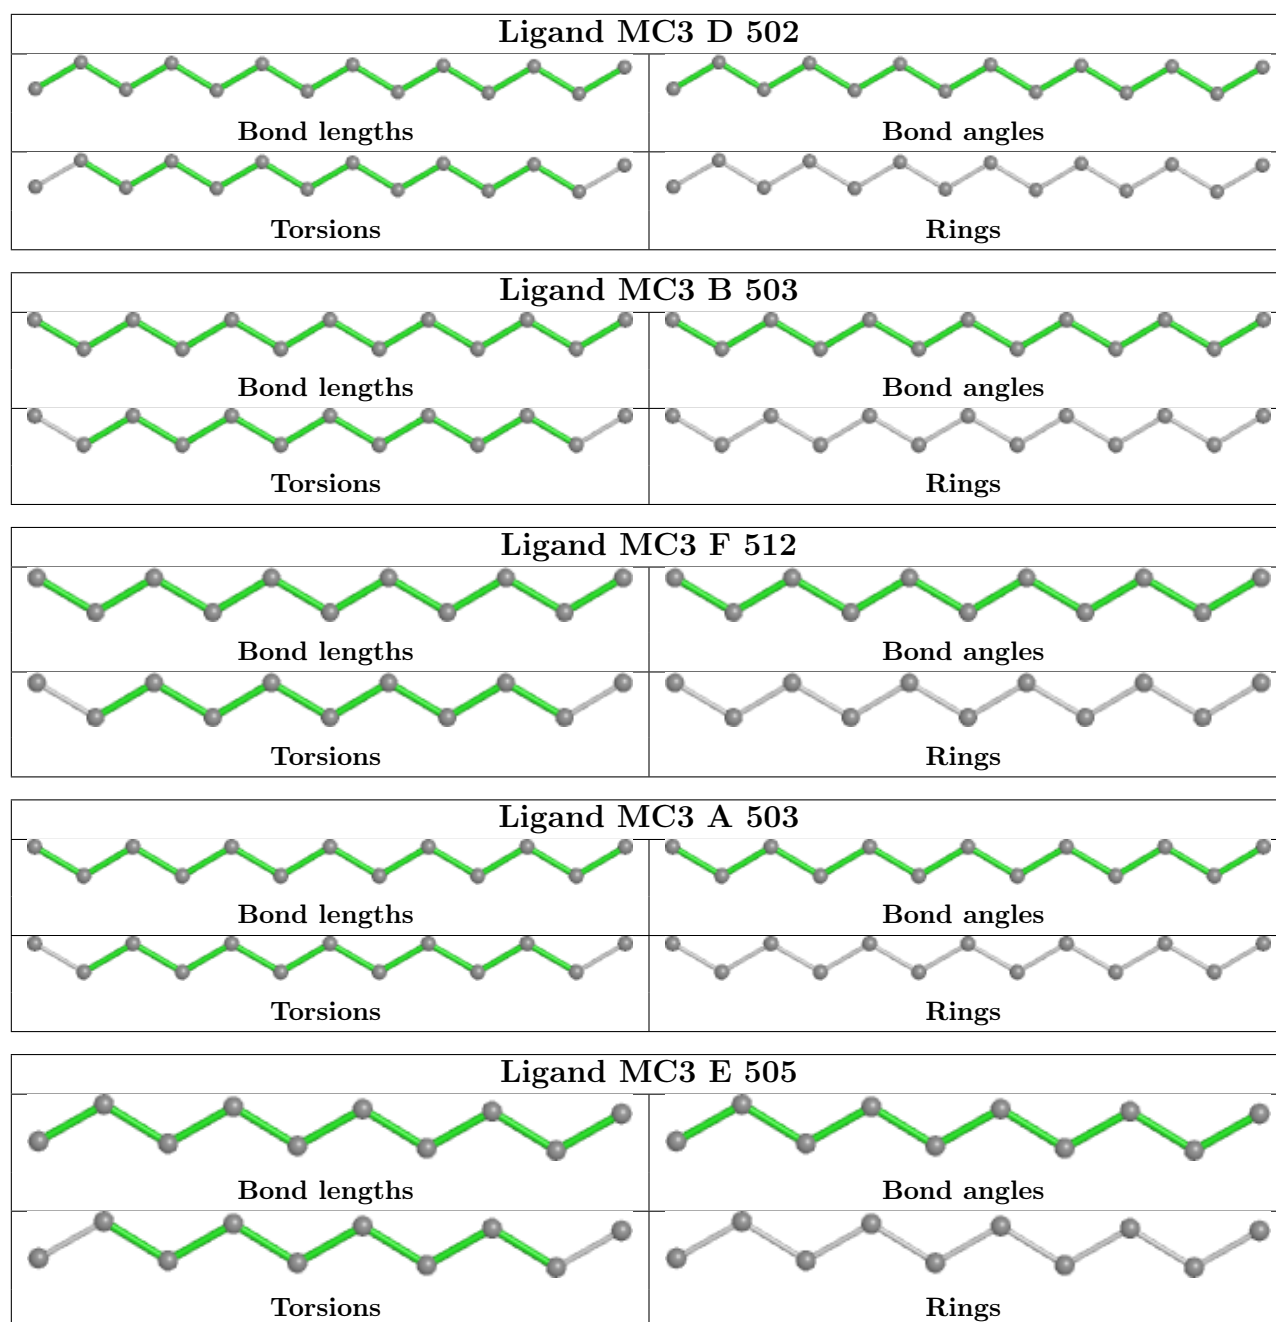 Ligand MC3 D 502
Bond lengths Bond angles
Torsions Rings
Ligand MC3 B 503
Bond lengths Bond angles
Torsions Rings
Ligand MC3 F 512
Bond lengths Bond angles
Torsions Rings
Ligand MC3 A 503
Bond lengths Bond angles
Torsions Rings
Ligand MC3 E 505
Bond lengths Bond angles
Torsions Rings